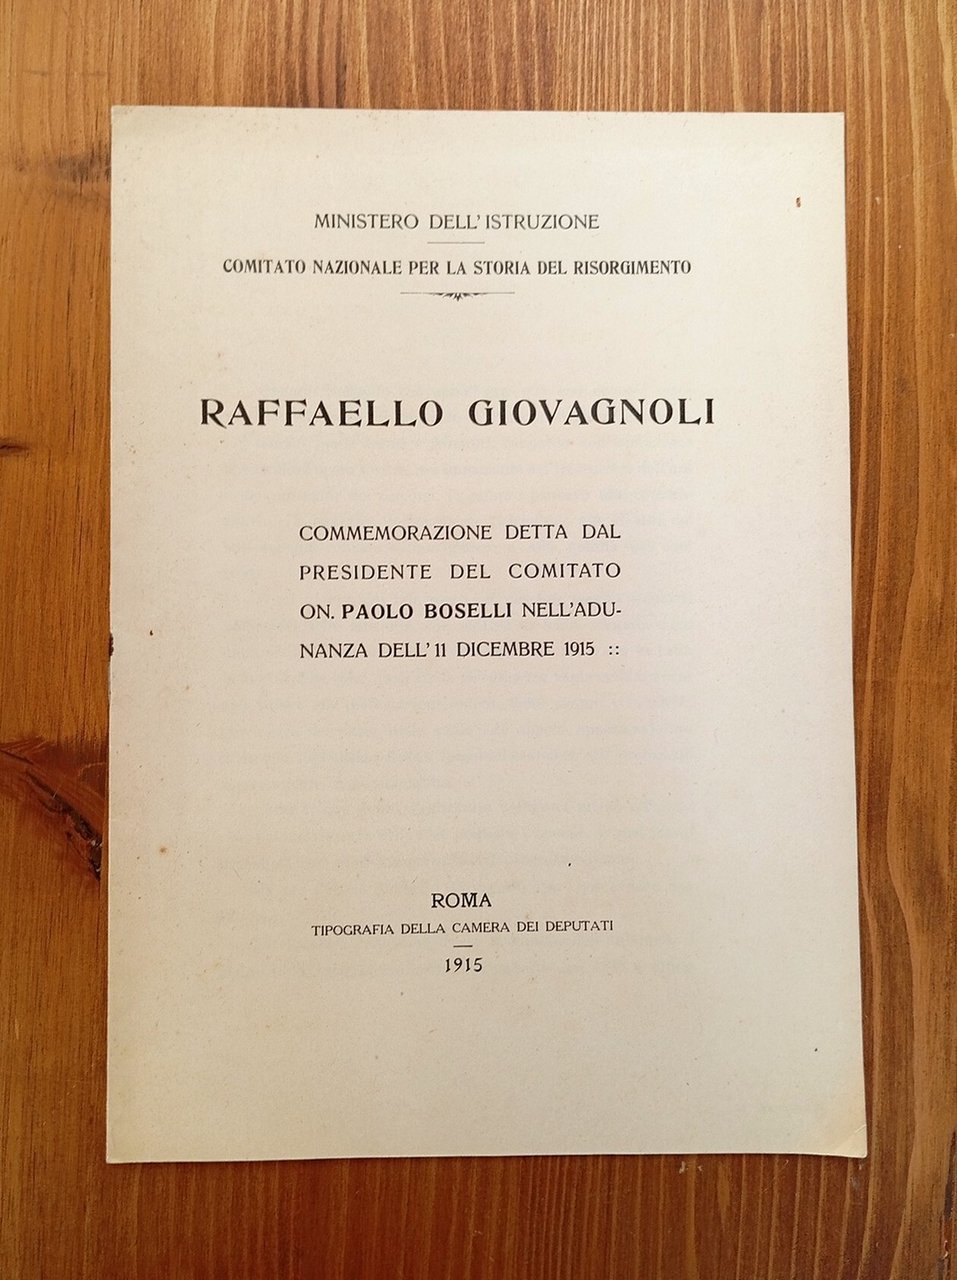 MINISTERO DELL'ISTRUZIONE
COMITATO NAZIONALE PER LA STORIA DEL RISORGIMENTO
RAFFAELLO GIOVAGNOLI
COMMEMORAZIONE DETTA DAL
PRESIDENTE DEL COMITATO
ON. PAOLO BOSELLI NELL'ADU-
NANZA DELL'11 DICEMBRE 1915 ::
ROMA
TIPOGRAFIA DELLA CAMERA DEI DEPUTATI
1915